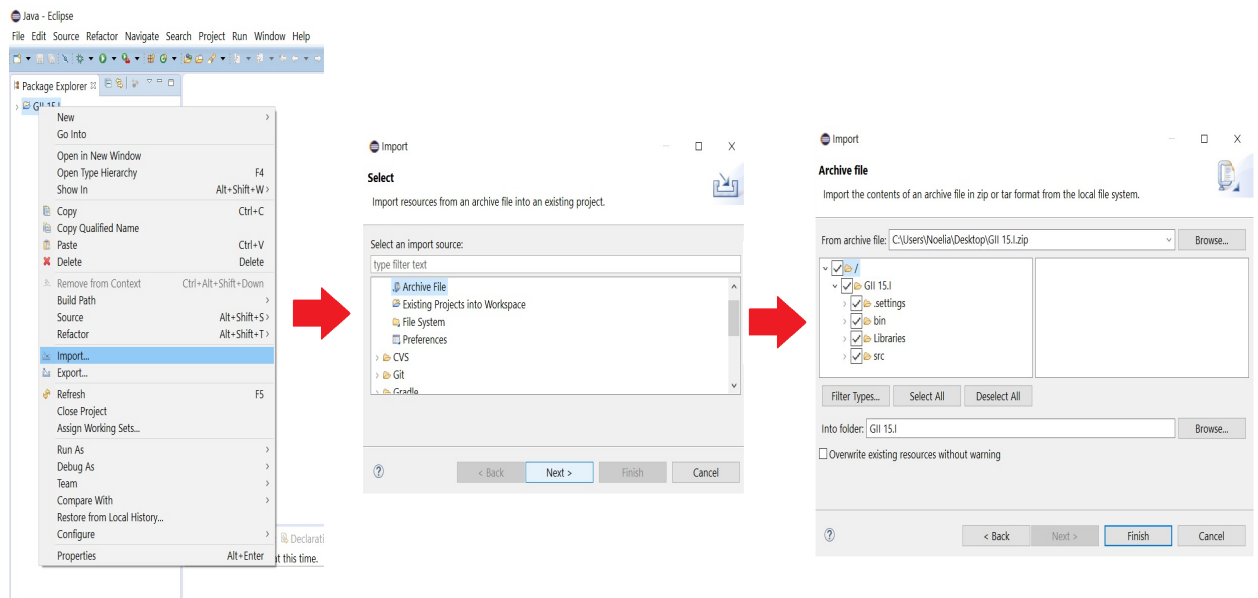 Java - Eclipse
File Edit Source Refactor Navigate Search Project Run Window Help
Package Explorer
GII 15.I
New
Go Into
Open in New Window
Open Type Hierarchy F4
Show In Alt+Shift+W
Copy Ctrl+C
Copy Qualified Name
Paste Ctrl+V
Delete Delete
Remove from Context Ctrl+Alt+Shift+Down
Build Path
Source Alt+Shift+S
Refactor Alt+Shift+T
Import...
Export...
Refresh F5
Close Project
Assign Working Sets...
Run As
Debug As
Team
Compare With
Restore from Local History...
Configure
Properties Alt+Enter
Declarati
at this time.
Import
Select
Import resources from an archive file into an existing project.
Select an import source:
type filter text
Archive File
Existing Projects into Workspace
File System
Preferences
CVS
Git
Gradle
? < Back Next > Finish Cancel
Import
Archive file
Import the contents of an archive file in zip or tar format from the local file system.
From archive file: C:\Users\Noelia\Desktop\GII 15.I.zip Browse...
/
GII 15.I
.settings
bin
Libraries
src
Filter Types... Select All Deselect All
Into folder: GII 15.I Browse...
Overwrite existing resources without warning
? < Back Next > Finish Cancel